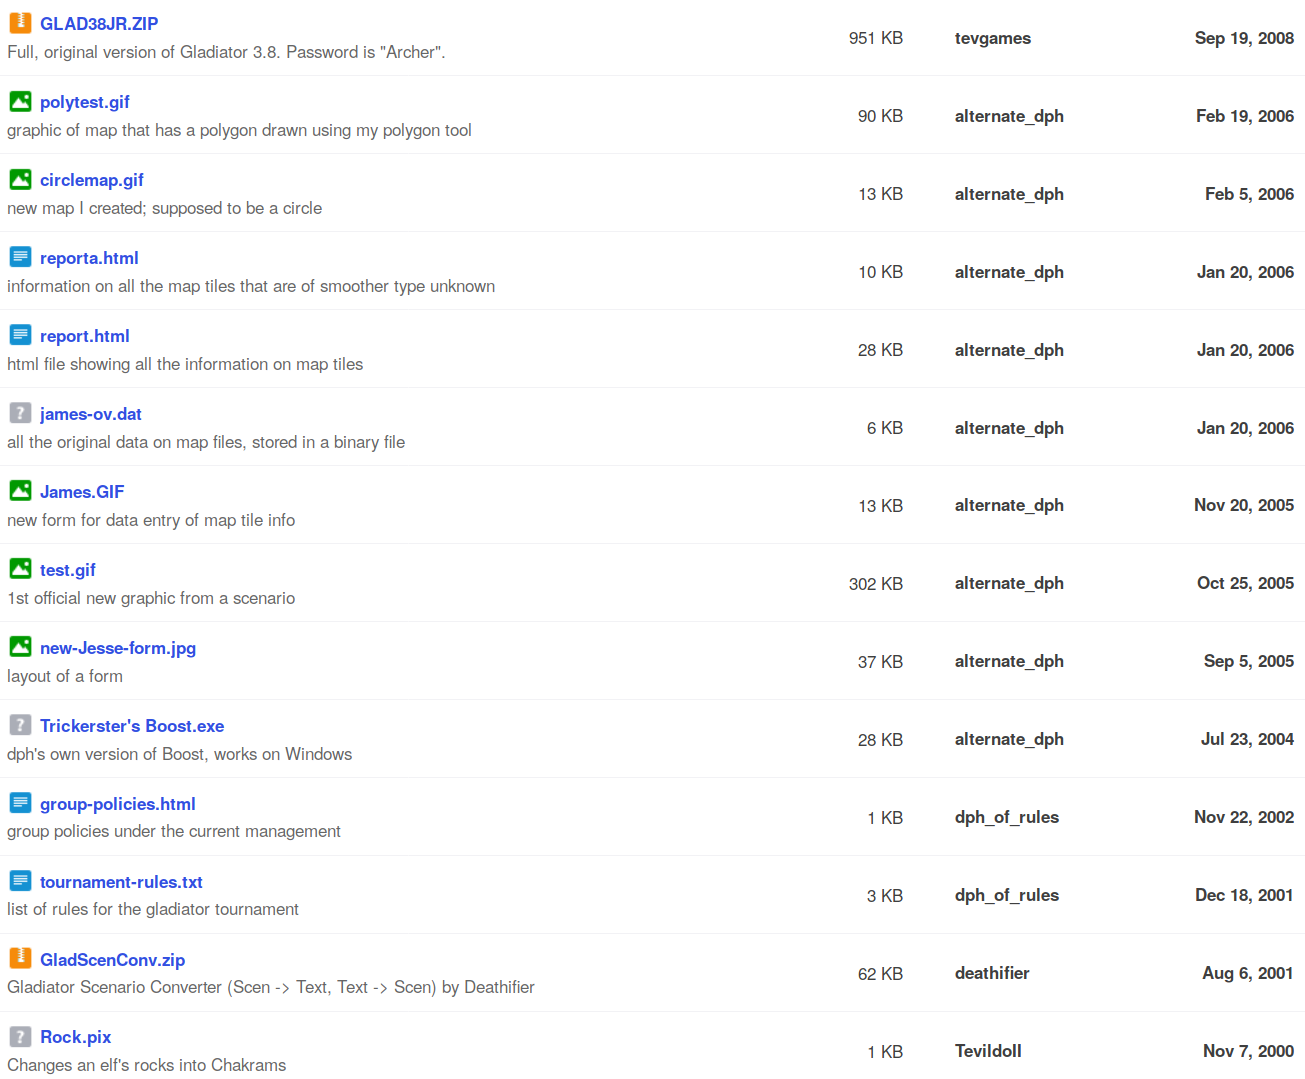 GLAD38JR.ZIP
Full, original version of Gladiator 3.8. Password is "Archer".
951 KB
tevgames
Sep 19, 2008
polytest.gif
graphic of map that has a polygon drawn using my polygon tool
90 KB
alternate_dph
Feb 19, 2006
circlemap.gif
new map I created; supposed to be a circle
13 KB
alternate_dph
Feb 5, 2006
reporta.html
information on all the map tiles that are of smoother type unknown
10 KB
alternate_dph
Jan 20, 2006
report.html
html file showing all the information on map tiles
28 KB
alternate_dph
Jan 20, 2006
?
james-ov.dat
all the original data on map files, stored in a binary file
6 KB
alternate_dph
Jan 20, 2006
James.GIF
new form for data entry of map tile info
13 KB
alternate_dph
Nov 20, 2005
test.gif
1st official new graphic from a scenario
302 KB
alternate_dph
Oct 25, 2005
new-Jesse-form.jpg
layout of a form
37 KB
alternate_dph
Sep 5, 2005
?
Trickerster's Boost.exe
dph's own version of Boost, works on Windows
28 KB
alternate_dph
Jul 23, 2004
group-policies.html
group policies under the current management
1 KB
dph_of_rules
Nov 22, 2002
tournament-rules.txt
list of rules for the gladiator tournament
3 KB
dph_of_rules
Dec 18, 2001
GladScenConv.zip
Gladiator Scenario Converter (Scen -> Text, Text -> Scen) by Deathifier
62 KB
deathifier
Aug 6, 2001
?
Rock.pix
Changes an elf's rocks into Chakrams
1 KB
Tevildoll
Nov 7, 2000